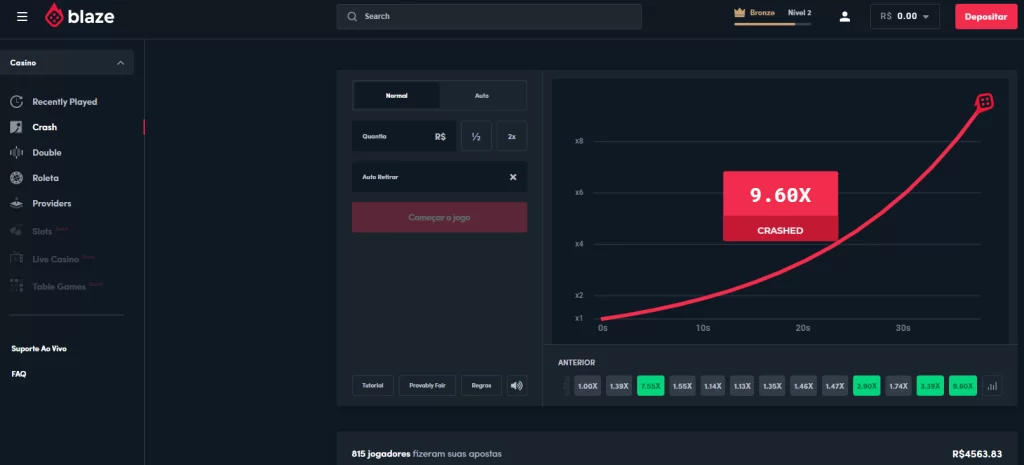 blaze
Search
Bronze Nível 2
R$ 0.00
Depositar
Casino
Recently Played
Crash
Double
Roleta
Providers
Slots
Live Casino
Table Games
Suporte Ao Vivo
FAQ
Normal Auto
Quantia R$ ½ 2x
Auto Retirar ×
Começar o jogo
Tutorial Provably Fair Regras
x8
x6
x4
x2
x1
0s 10s 20s 30s
9.60X
CRASHED
ANTERIOR
1.00X 1.39X 7.55X 1.55X 1.14X 1.13X 1.35X 1.46X 1.47X 2.90X 1.74X 3.39X 9.60X
815 jogadores fizeram suas apostas R$4563.83